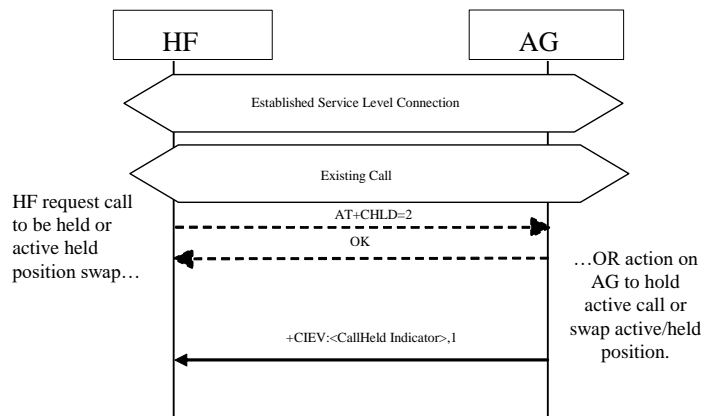 HF
AG
Established Service Level Connection
Existing Call
HF request call
to be held or
active held
position swap…
AT+CHLD=2
OK
…OR action on
AG to hold
active call or
swap active/held
position.
+CIEV:<CallHeld Indicator>,1